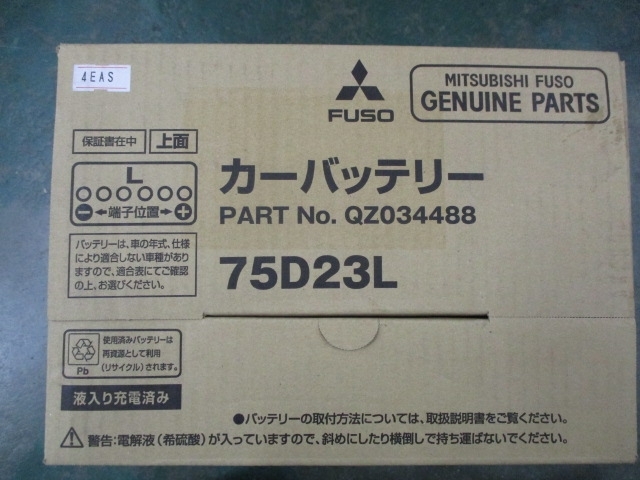 4EAS
FUSO
MITSUBISHI FUSO
GENUINE PARTS
保証書在中
上面
L
端子位置
カーバッテリー
PART No. QZ034488
75D23L
バッテリーは、車の年式、仕様
により適合しない車種があり
ますので、適合表にてご確認
の上、お選びください。
Pb
使用済みバッテリーは
再資源として利用
(リサイクル)されます。
液入り充電済み
●バッテリーの取付方法については、取扱説明書をご覧ください。
警告:電解液(希硫酸)が入っていますので、斜めにしたり横倒しで持ち運ばないでください。